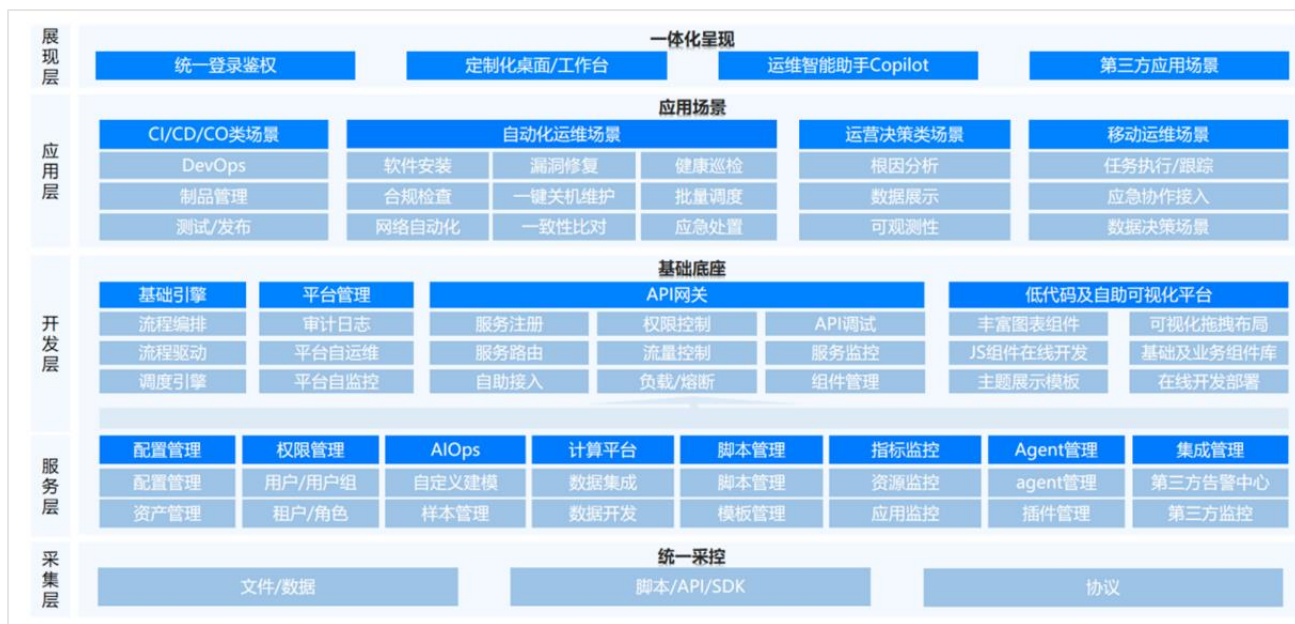 展现层
一体化呈现
统一登录鉴权
定制化桌面/工作台
运维智能助手Copilot
第三方应用场景
应用层
应用场景
CI/CD/CO类场景
自动化运维场景
运营决策类场景
移动运维场景
DevOps
软件安装
漏洞修复
健康巡检
根因分析
任务执行/跟踪
制品管理
合规检查
一键关机维护
批量调度
数据展示
应急协作接入
测试/发布
网络自动化
一致性比对
应急处置
可观测性
数据决策场景
开发层
基础底座
基础引擎
平台管理
API网关
低代码及自助可视化平台
流程编排
审计日志
服务注册
权限控制
API调试
丰富图表组件
可视化拖拽布局
流程驱动
平台自运维
服务路由
流量控制
服务监控
JS组件在线开发
基础及业务组件库
调度引擎
平台自监控
自助接入
负载/熔断
组件管理
主题展示模板
在线开发部署
服务层
配置管理
权限管理
AIOps
计算平台
脚本管理
指标监控
Agent管理
集成管理
配置管理
用户/用户组
自定义建模
数据集成
脚本管理
资源监控
agent管理
第三方告警中心
资产管理
租户/角色
样本管理
数据开发
模板管理
应用监控
插件管理
第三方监控
采集层
统一采控
文件/数据
脚本/API/SDK
协议